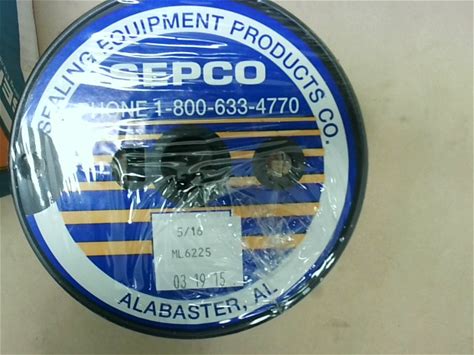 SEALING EQUIPMENT PRODUCTS CO.
SEPCO
PHONE 1-800-633-4770
5/16
ML6225
03 19 15
ALABASTER, AL